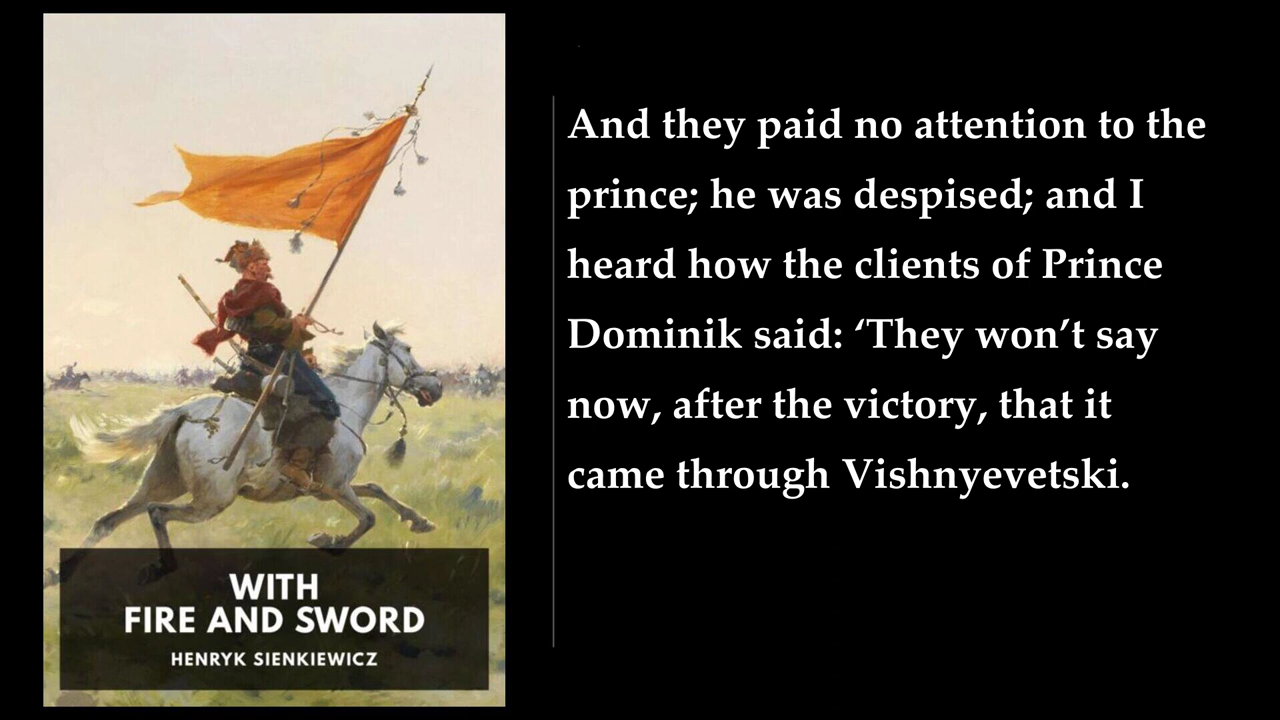 And they paid no attention to the
prince; he was despised; and I
heard how the clients of Prince
Dominik said: ‘They won’t say
now, after the victory, that it
came through Vishnyevetski.
WITH
FIRE AND SWORD
HENRYK SIENKIEWICZ